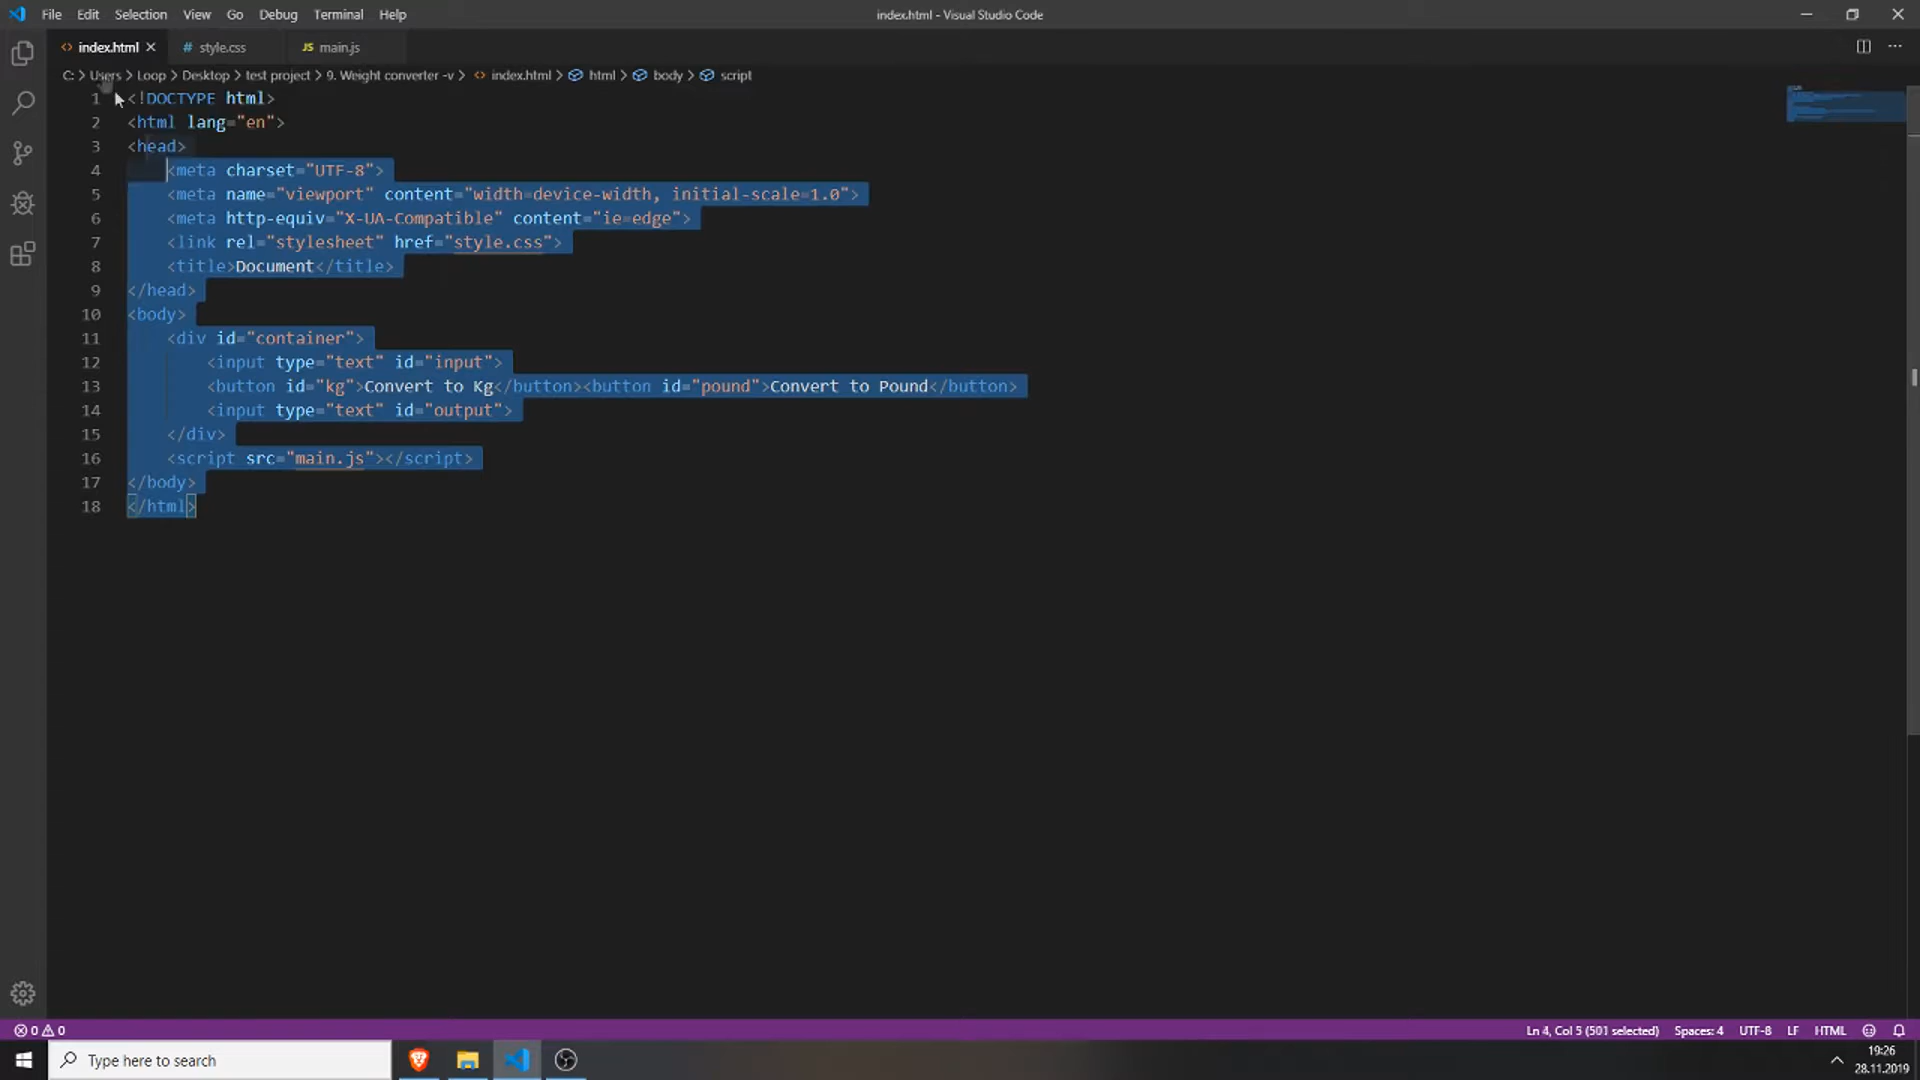 File Edit Selection View Go Debug Terminal Help
index.html - Visual Studio Code
index.html # style.css JS main.js
C: > Users > Loop > Desktop > test project > 9. Weight converter -v > index.html > html > body > script
1 <!DOCTYPE html>
2 <html lang="en">
3 <head>
4 <meta charset="UTF-8">
5 <meta name="viewport" content="width=device-width, initial-scale=1.0">
6 <meta http-equiv="X-UA-Compatible" content="ie=edge">
7 <link rel="stylesheet" href="style.css">
8 <title>Document</title>
9 </head>
10 <body>
11 <div id="container">
12 <input type="text" id="input">
13 <button id="kg">Convert to Kg</button><button id="pound">Convert to Pound</button>
14 <input type="text" id="output">
15 </div>
16 <script src="main.js"></script>
17 </body>
18 </html>
0 0 Ln 4, Col 5 (501 selected) Spaces: 4 UTF-8 LF HTML
Type here to search
19:26
28.11.2019